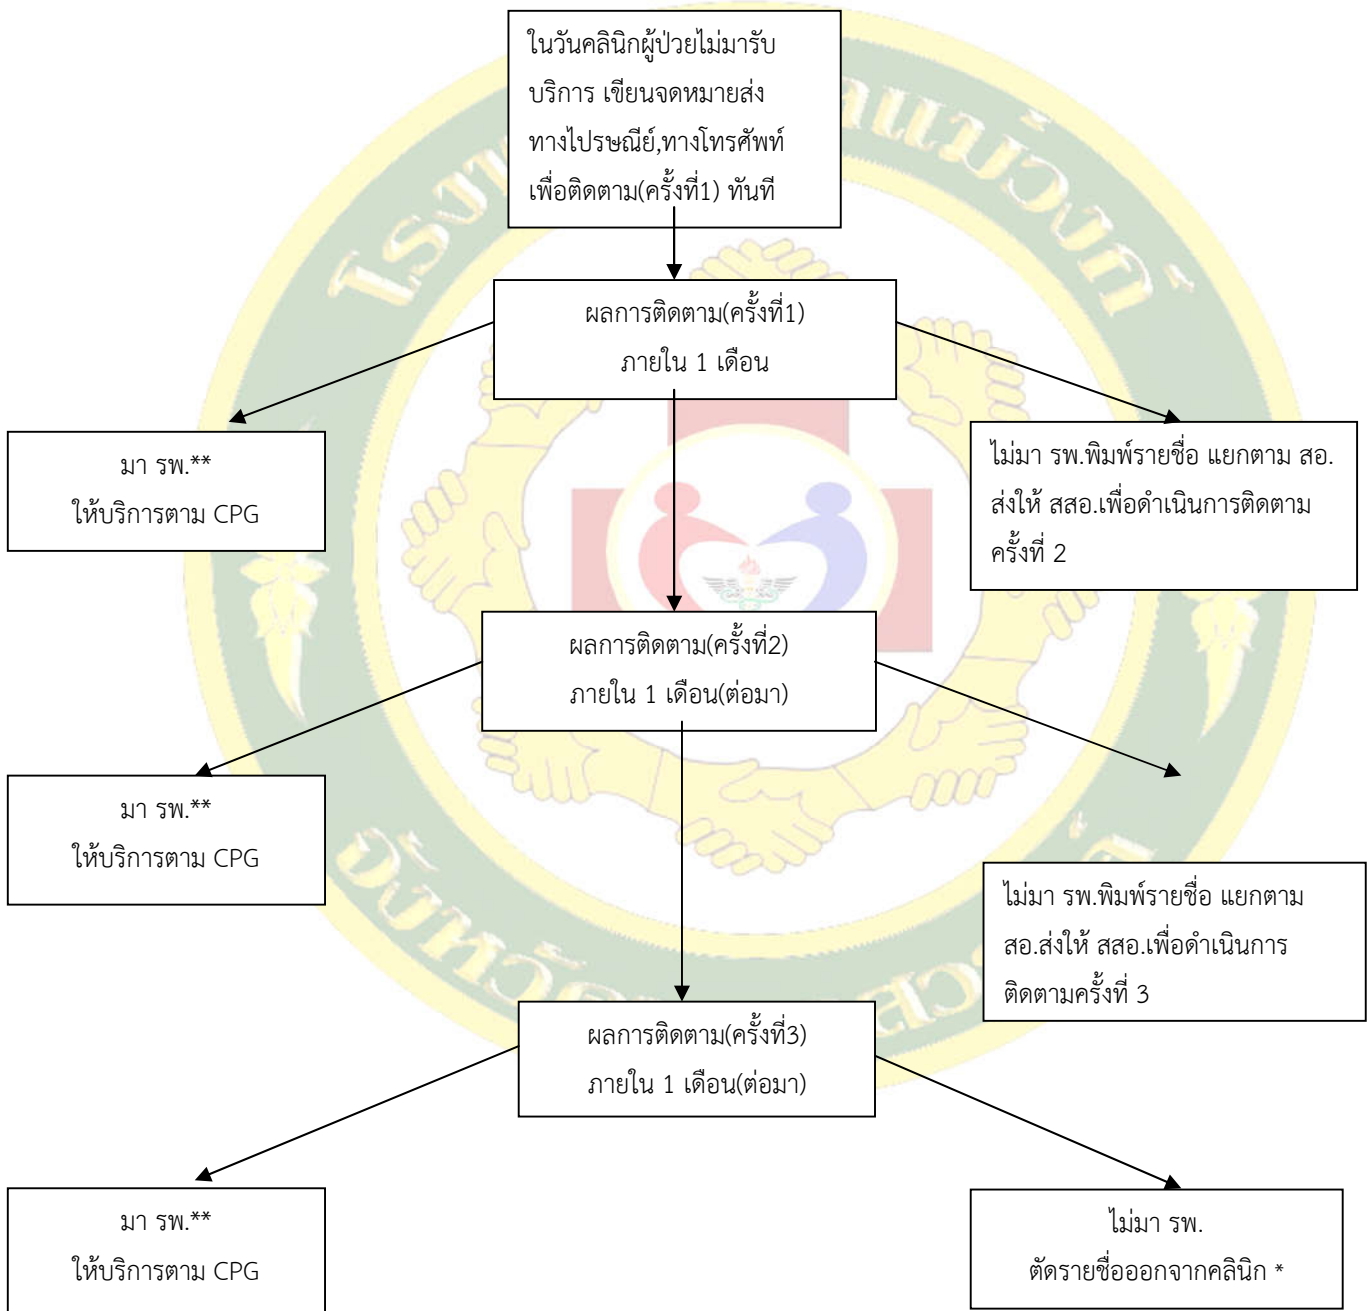 ในวันคลินิกผู้ป่วยไม่มารับ
บริการ เขียนจดหมายส่ง
ทางไปรษณีย์,ทางโทรศัพท์
เพื่อติดตาม(ครั้งที่1) ทันที
ผลการติดตาม(ครั้งที่1)
ภายใน 1 เดือน
มา รพ.**
ให้บริการตาม CPG
ไม่มา รพ.พิมพ์รายชื่อ แยกตาม สอ.
ส่งให้ สสอ.เพื่อดำเนินการติดตาม
ครั้งที่ 2
ผลการติดตาม(ครั้งที่2)
ภายใน 1 เดือน(ต่อมา)
มา รพ.**
ให้บริการตาม CPG
ไม่มา รพ.พิมพ์รายชื่อ แยกตาม
สอ.ส่งให้ สสอ.เพื่อดำเนินการ
ติดตามครั้งที่ 3
ผลการติดตาม(ครั้งที่3)
ภายใน 1 เดือน(ต่อมา)
มา รพ.**
ให้บริการตาม CPG
ไม่มา รพ.
ตัดรายชื่อออกจากคลินิก *